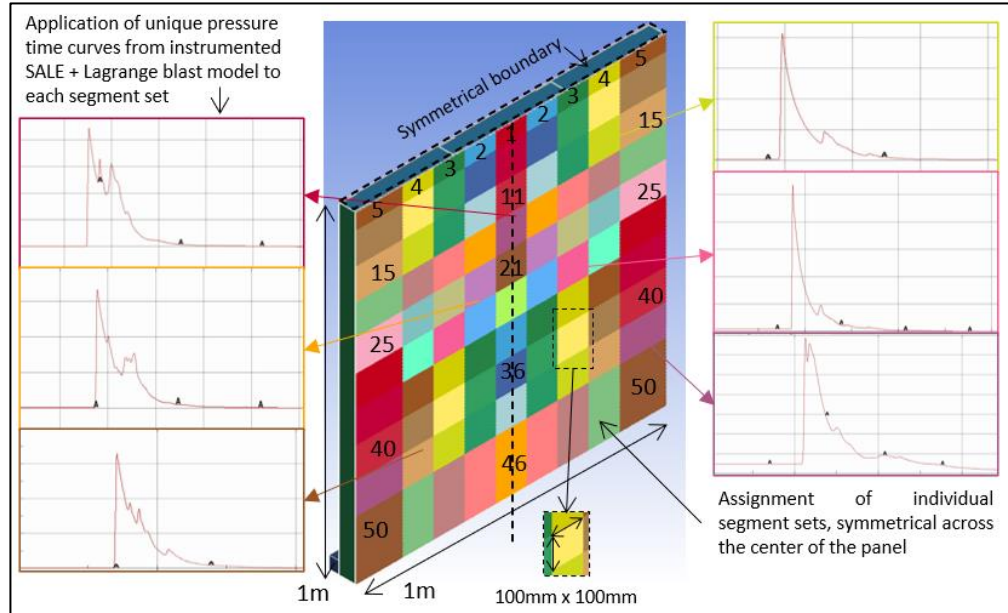 Application of unique pressure
time curves from instrumented
SALE + Lagrange blast model to
each segment set
Symmetrical boundary
5
4
3
2
1
2
3
4
5
15
11
15
25
21
25
40
36
40
50
46
50
1m
1m
100mm x 100mm
Assignment of individual
segment sets, symmetrical across
the center of the panel